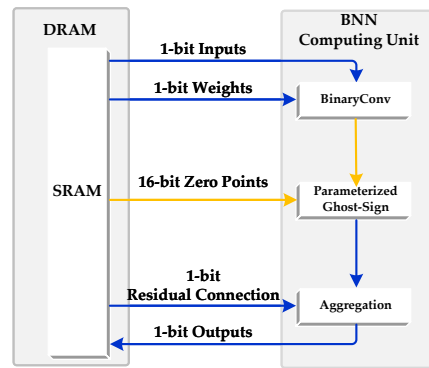 DRAM
BNN
Computing Unit
1-bit Inputs
1-bit Weights
BinaryConv
SRAM
16-bit Zero Points
Parameterized
Ghost-Sign
1-bit
Residual Connection
Aggregation
1-bit Outputs